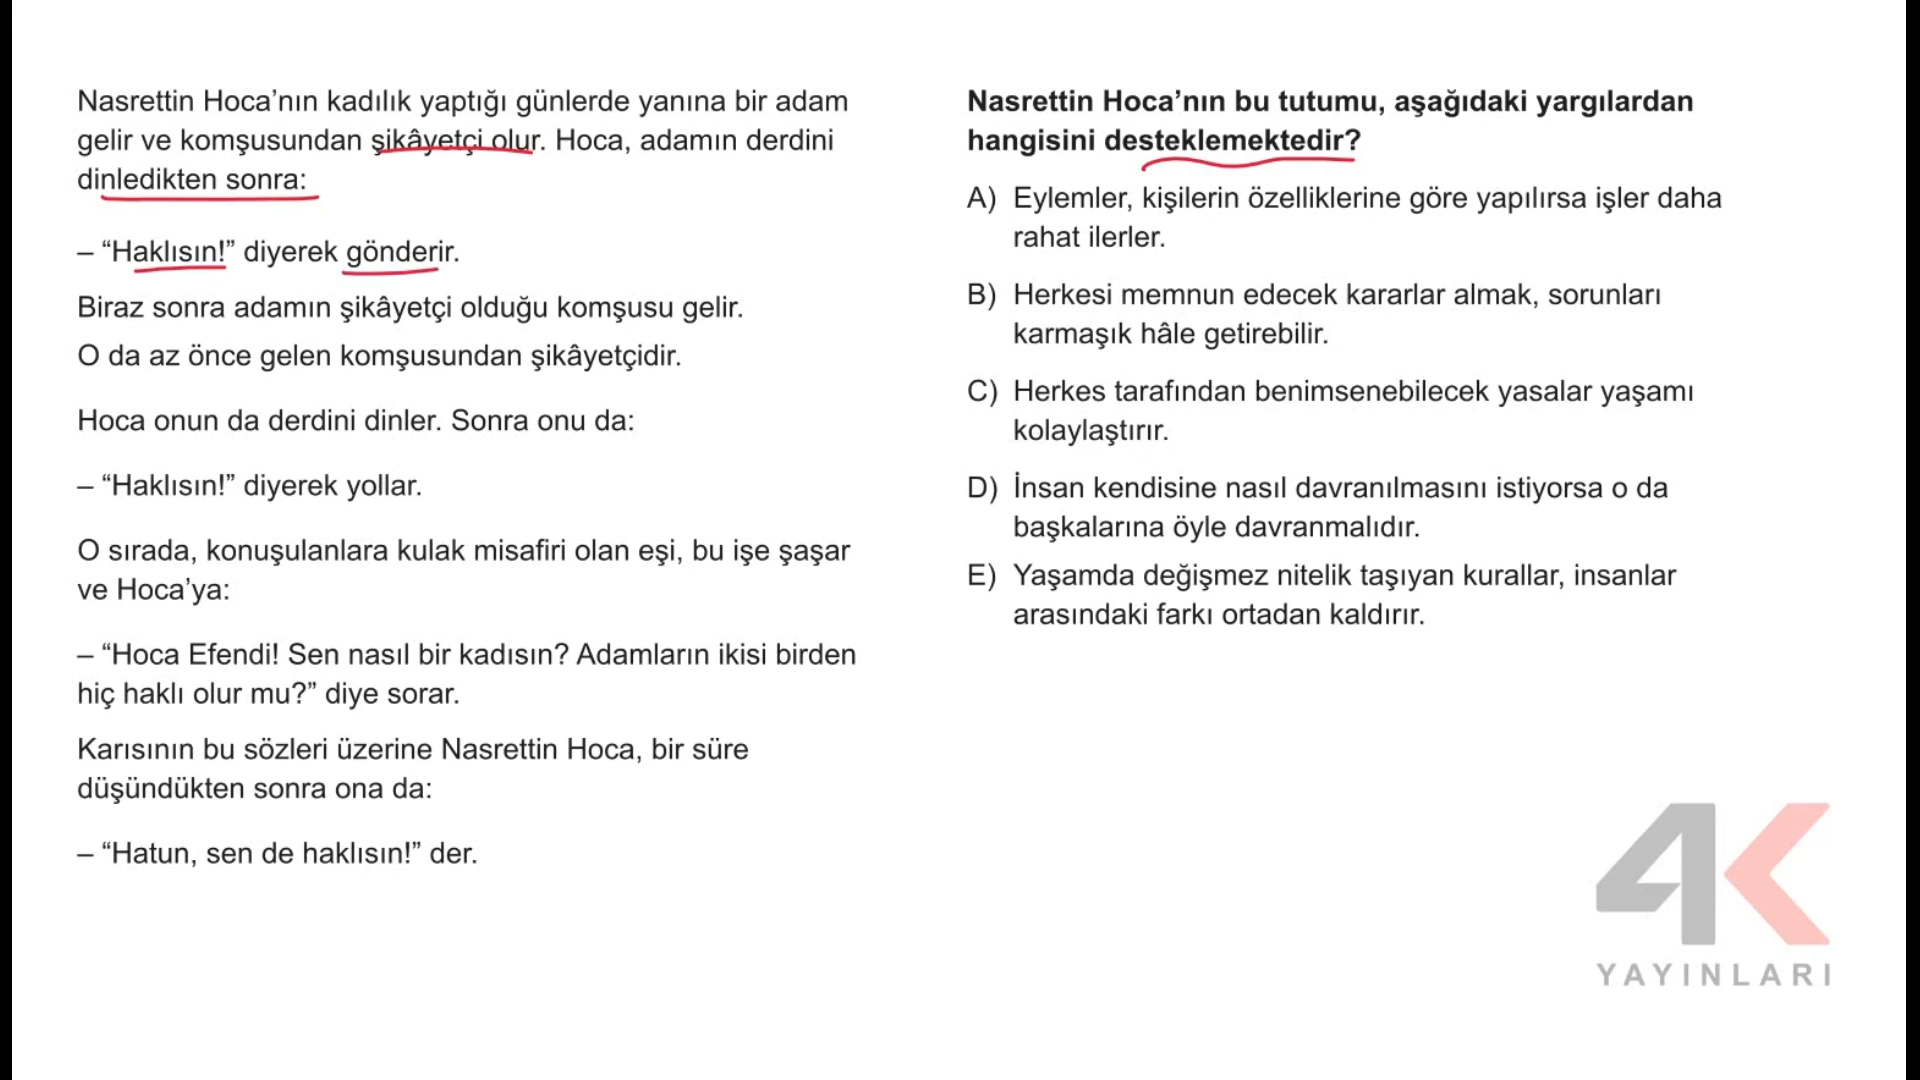 Nasrettin Hoca’nın kadılık yaptığı günlerde yanına bir adam
gelir ve komşusundan şikâyetçi olur. Hoca, adamın derdini
dinledikten sonra:
– “Haklısın!” diyerek gönderir.
Biraz sonra adamın şikâyetçi olduğu komşusu gelir.
O da az önce gelen komşusundan şikâyetçidir.
Hoca onun da derdini dinler. Sonra onu da:
– “Haklısın!” diyerek yollar.
O sırada, konuşulanlara kulak misafiri olan eşi, bu işe şaşar
ve Hoca’ya:
– “Hoca Efendi! Sen nasıl bir kadısın? Adamların ikisi birden
hiç haklı olur mu?” diye sorar.
Karısının bu sözleri üzerine Nasrettin Hoca, bir süre
düşündükten sonra ona da:
– “Hatun, sen de haklısın!” der.
Nasrettin Hoca’nın bu tutumu, aşağıdaki yargılardan
hangisini desteklemektedir?
A) Eylemler, kişilerin özelliklerine göre yapılırsa işler daha
rahat ilerler.
B) Herkesi memnun edecek kararlar almak, sorunları
karmaşık hâle getirebilir.
C) Herkes tarafından benimsenebilecek yasalar yaşamı
kolaylaştırır.
D) İnsan kendisine nasıl davranılmasını istiyorsa o da
başkalarına öyle davranmalıdır.
E) Yaşamda değişmez nitelik taşıyan kurallar, insanlar
arasındaki farkı ortadan kaldırır.
4K
YAYINLARI